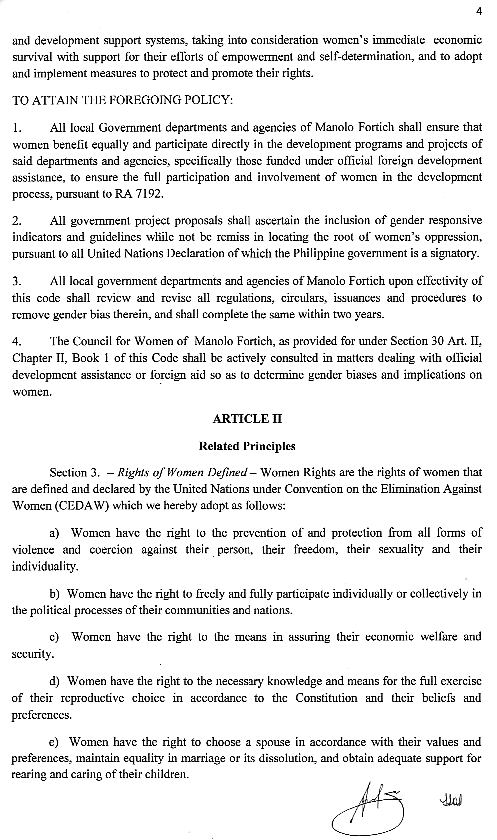 4
and development support systems, taking into consideration women's immediate economic
survival with support for their efforts of empowerment and self-determination, and to adopt
and implement measures to protect and promote their rights.
TO ATTAIN THE FOREGOING POLICY:
1. All local Government departments and agencies of Manolo Fortich shall ensure that
women benefit equally and participate directly in the development programs and projects of
said departments and agencies, specifically those funded under official foreign development
assistance, to ensure the full participation and involvement of women in the development
process, pursuant to RA 7192.
2. All government project proposals shall ascertain the inclusion of gender responsive
indicators and guidelines while not be remiss in locating the root of women's oppression,
pursuant to all United Nations Declaration of which the Philippine government is a signatory.
3. All local government departments and agencies of Manolo Fortich upon effectivity of
this code shall review and revise all regulations, circulars, issuances and procedures to
remove gender bias therein, and shall complete the same within two years.
4. The Council for Women of Manolo Fortich, as provided for under Section 30 Art. II,
Chapter II, Book 1 of this Code shall be actively consulted in matters dealing with official
development assistance or foreign aid so as to determine gender biases and implications on
women.
ARTICLE II
Related Principles
Section 3. – Rights of Women Defined – Women Rights are the rights of women that
are defined and declared by the United Nations under Convention on the Elimination Against
Women (CEDAW) which we hereby adopt as follows:
a) Women have the right to the prevention of and protection from all forms of
violence and coercion against their person, their freedom, their sexuality and their
individuality.
b) Women have the right to freely and fully participate individually or collectively in
the political processes of their communities and nations.
c) Women have the right to the means in assuring their economic welfare and
security.
d) Women have the right to the necessary knowledge and means for the full exercise
of their reproductive choice in accordance to the Constitution and their beliefs and
preferences.
e) Women have the right to choose a spouse in accordance with their values and
preferences, maintain equality in marriage or its dissolution, and obtain adequate support for
rearing and caring of their children.